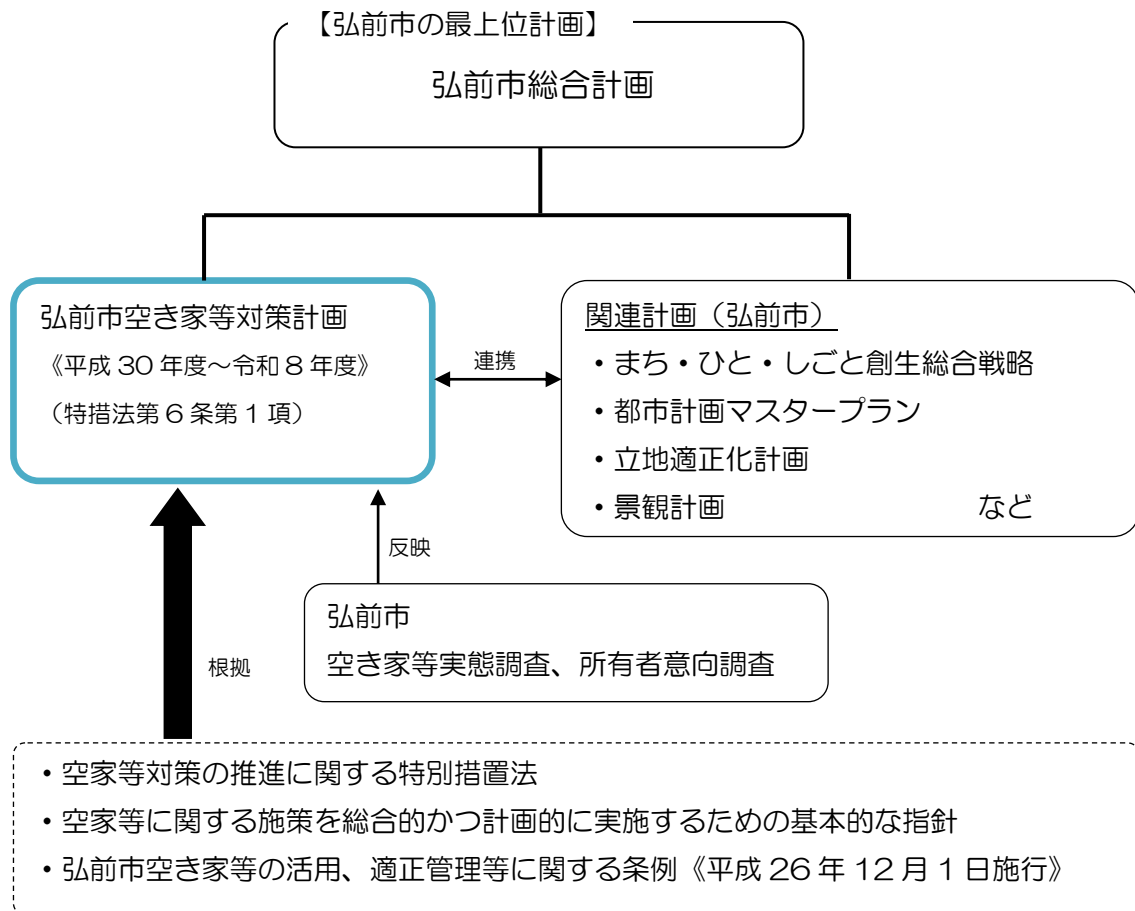 【弘前市の最上位計画】
弘前市総合計画
弘前市空き家等対策計画
《平成 30 年度~令和 8 年度》
(特措法第 6 条第 1 項)
連携
関連計画(弘前市)
・まち・ひと・しごと創生総合戦略
・都市計画マスタープラン
・立地適正化計画
・景観計画 など
反映
弘前市
空き家等実態調査、所有者意向調査
根拠
・空家等対策の推進に関する特別措置法
・空家等に関する施策を総合的かつ計画的に実施するための基本的な指針
・弘前市空き家等の活用、適正管理等に関する条例《平成 26 年 12 月 1 日施行》